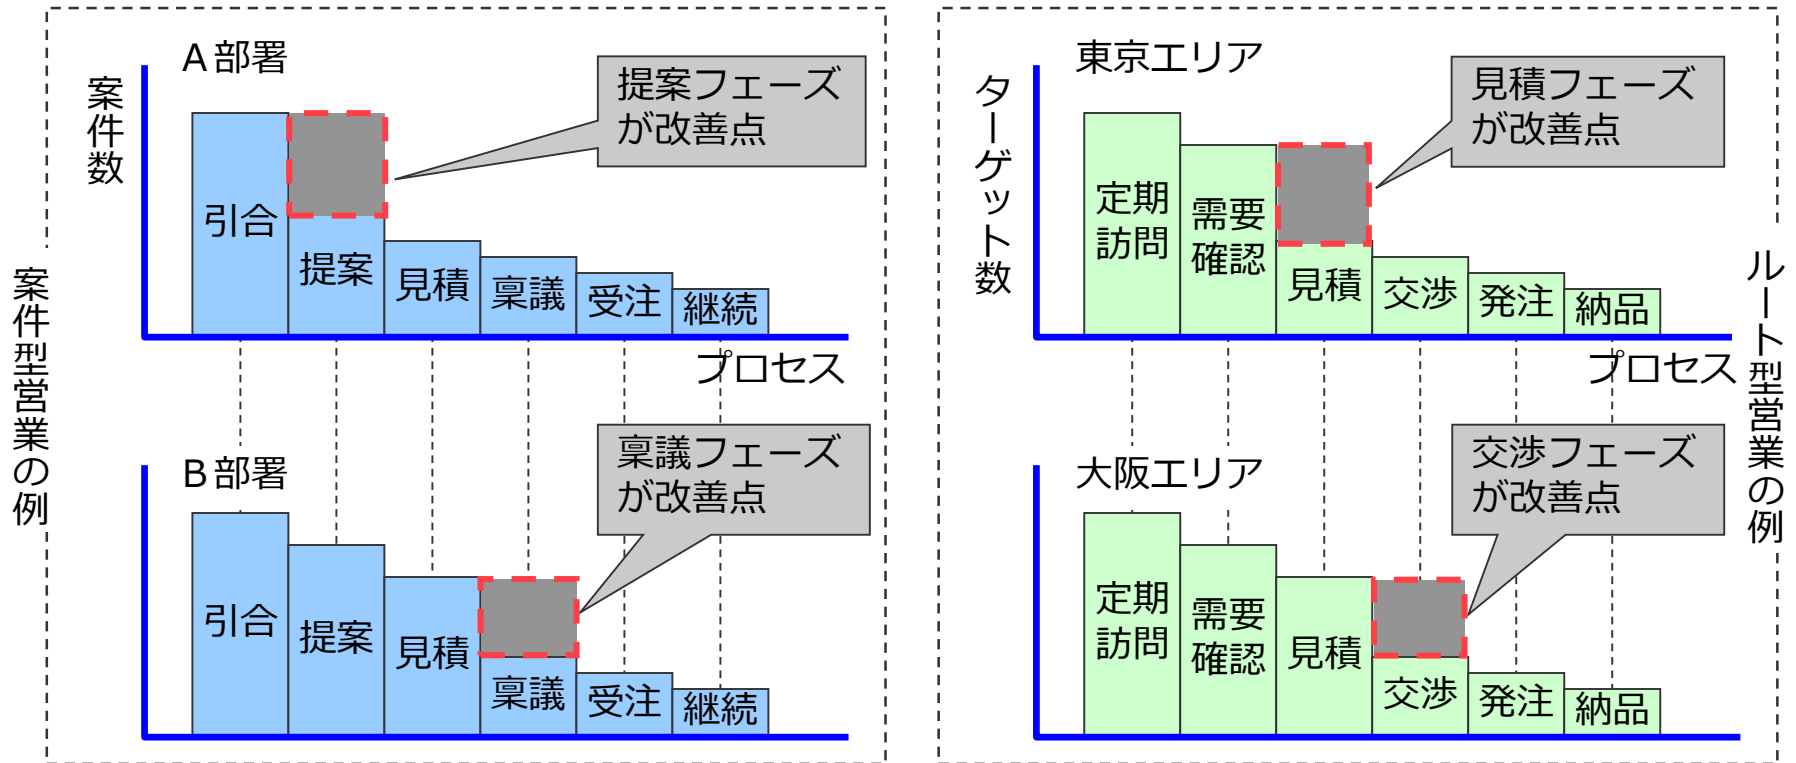 案件型営業の例
A部署
案件数
提案フェーズ
が改善点
引合
提案
見積
稟議
受注
継続
プロセス
B部署
稟議フェーズ
が改善点
引合
提案
見積
稟議
受注
継続
ルート型営業の例
東京エリア
ターゲット数
見積フェーズ
が改善点
定期
訪問
需要
確認
見積
交渉
発注
納品
プロセス
大阪エリア
交渉フェーズ
が改善点
定期
訪問
需要
確認
見積
交渉
発注
納品